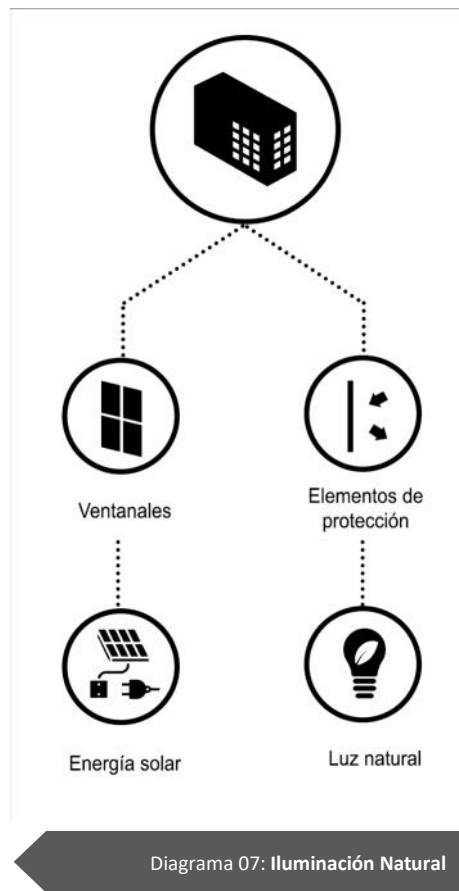 Ventanales
Elementos de
protección
Energía solar
Luz natural
Diagrama 07: Iluminación Natural